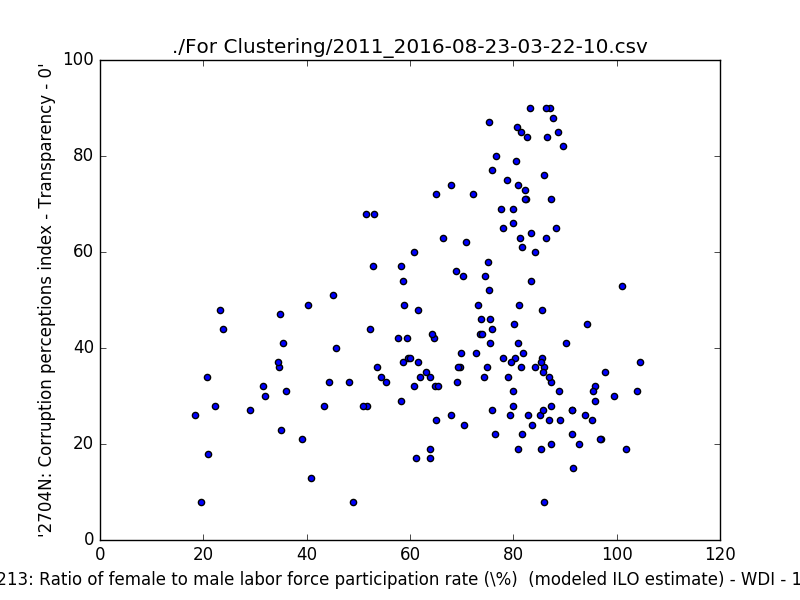 ./For Clustering/2011_2016-08-23-03-22-10.csv
100
80
60
40
20
0
'2704N: Corruption perceptions index - Transparency - 0'
0 20 40 60 80 100 120
213: Ratio of female to male labor force participation rate (\%) (modeled ILO estimate) - WDI - 1